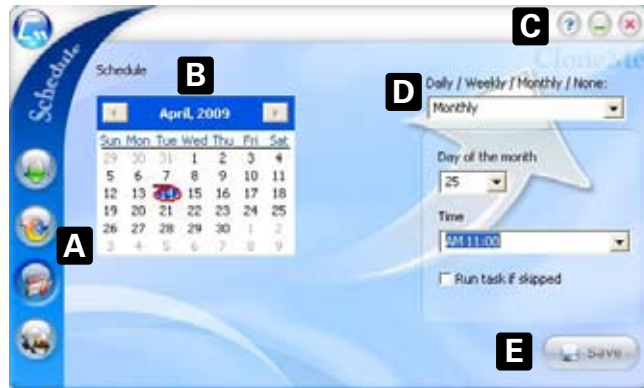 Schedule
C
?
CloneMe
Schedule
B
D
Daily / Weekly / Monthly / None:
Monthly
April, 2009
Sun Mon Tue Wed Thu Fri Sat
29 30 31 1 2 3 4
5 6 7 8 9 10 11
12 13 14 15 16 17 18
19 20 21 22 23 24 25
26 27 28 29 30 1 2
3 4 5 6 7 8 9
Day of the month
25
Time
AM 11:00
A
Run task if skipped
E
Save